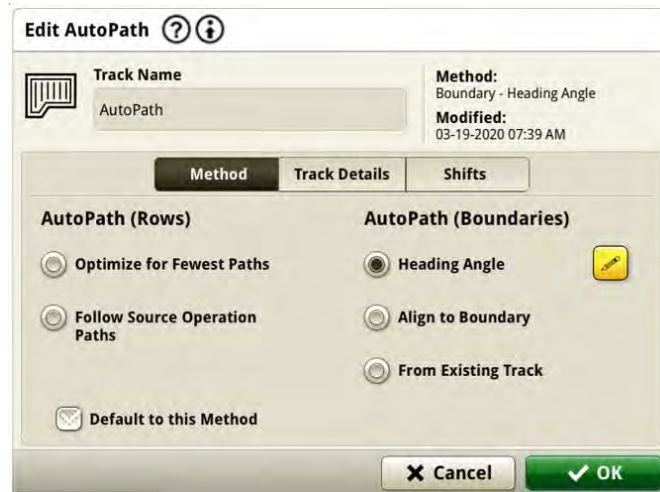 Edit AutoPath
Track Name
AutoPath
Method:
Boundary - Heading Angle
Modified:
03-19-2020 07:39 AM
Method
Track Details
Shifts
AutoPath (Rows)
Optimize for Fewest Paths
Follow Source Operation
Paths
Default to this Method
AutoPath (Boundaries)
Heading Angle
Align to Boundary
From Existing Track
Cancel
OK